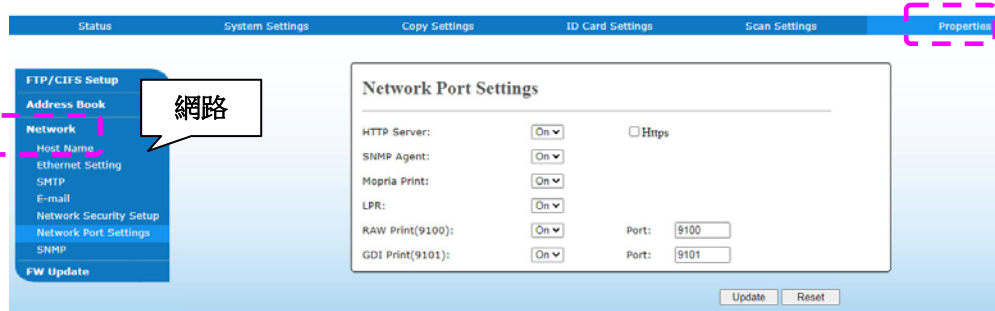 Status System Settings Copy Settings ID Card Settings Scan Settings Properties
FTP/CIFS Setup
Address Book
Network
Host Name
Ethernet Setting
SMTP
E-mail
Network Security Setup
Network Port Settings
SNMP
FW Update
網路
Network Port Settings
HTTP Server: On Https
SNMP Agent: On
Mopria Print: On
LPR: On
RAW Print(9100): On Port: 9100
GDI Print(9101): On Port: 9101
Update Reset